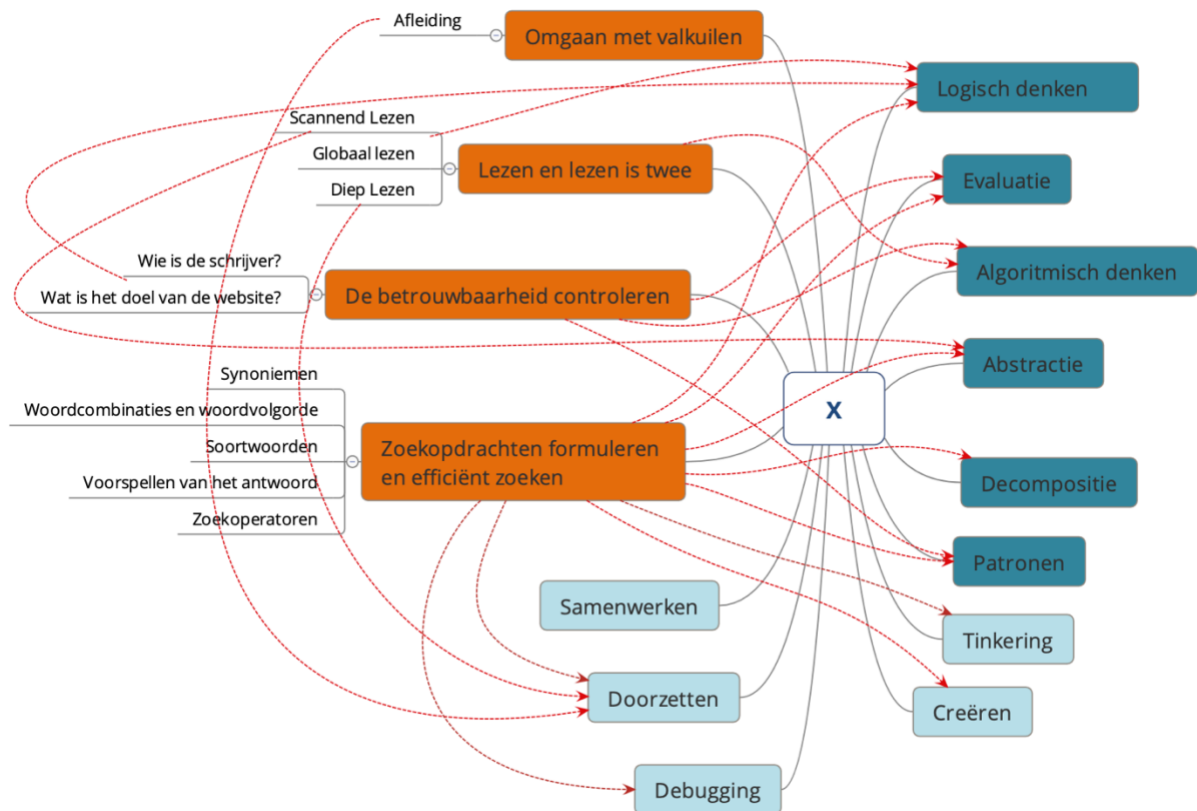 Afleiding
Omgaan met valkuilen
Logisch denken
Scannend Lezen
Globaal lezen
Diep Lezen
Lezen en lezen is twee
Evaluatie
Wie is de schrijver?
Wat is het doel van de website?
De betrouwbaarheid controleren
Algoritmisch denken
Abstractie
Synoniemen
Woordcombinaties en woordvolgorde
Soortwoorden
Voorspellen van het antwoord
Zoekoperatoren
Zoekopdrachten formuleren
en efficiënt zoeken
X
Decompositie
Patronen
Samenwerken
Tinkering
Doorzetten
Creëren
Debugging